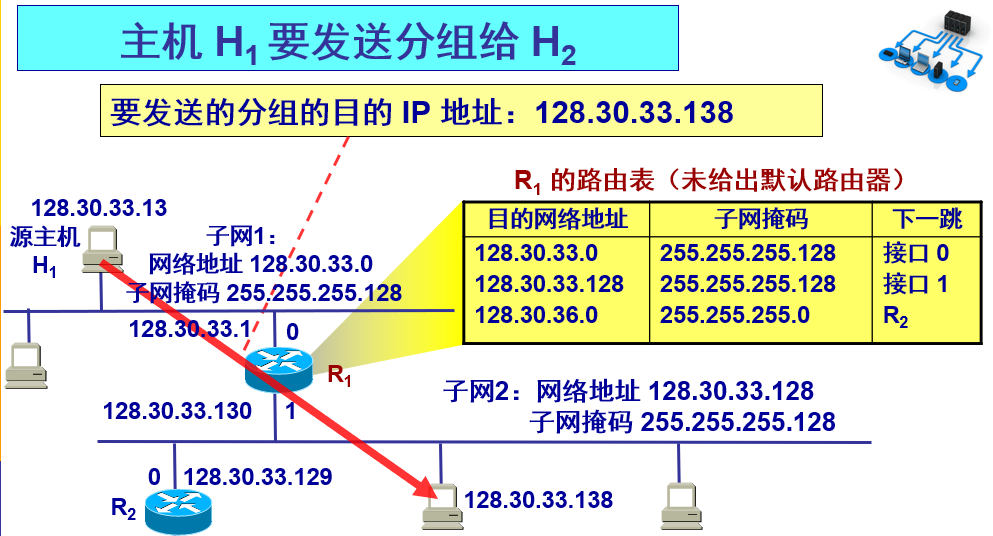 主机 H1 要发送分组给 H2
要发送的分组的目的 IP 地址：128.30.33.138
R1 的路由表（未给出默认路由器）
目的网络地址 子网掩码 下一跳
128.30.33.0 255.255.255.128 接口 0
128.30.33.128 255.255.255.128 接口 1
128.30.36.0 255.255.255.0 R2
128.30.33.13
源主机
H1
子网1：
网络地址 128.30.33.0
子网掩码 255.255.255.128
128.30.33.1 0
R1
128.30.33.130 1
子网2：网络地址 128.30.33.128
子网掩码 255.255.255.128
0 128.30.33.129
R2
128.30.33.138